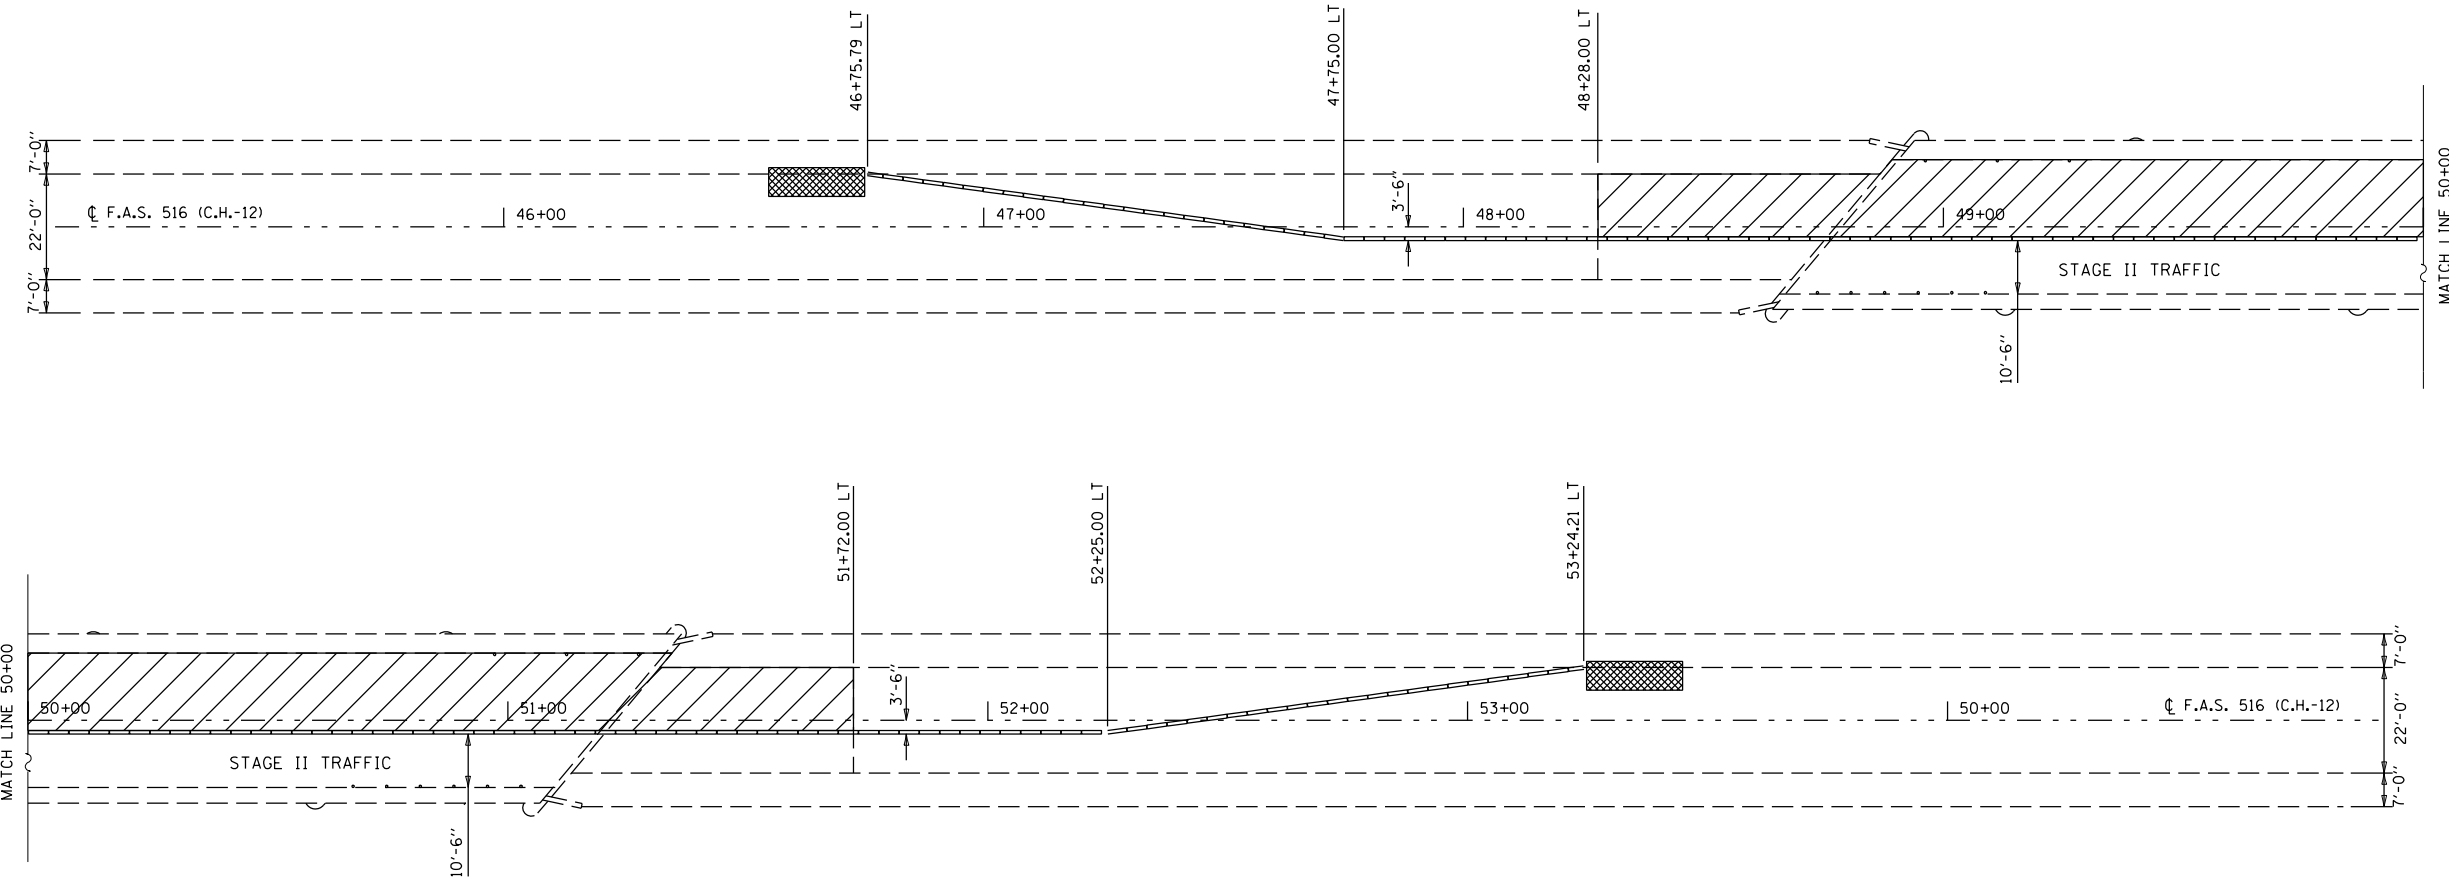 46+75.79 LT
47+75.00 LT
48+28.00 LT
7'-0"
22'-0"
7'-0"
℄ F.A.S. 516 (C.H.-12)
46+00
47+00
3'-6"
48+00
49+00
STAGE II TRAFFIC
10'-6"
MATCH LINE 50+00
51+72.00 LT
52+25.00 LT
53+24.21 LT
MATCH LINE 50+00
50+00
51+00
3'-6"
52+00
53+00
50+00
℄ F.A.S. 516 (C.H.-12)
STAGE II TRAFFIC
10'-6"
7'-0"
22'-0"
7'-0"